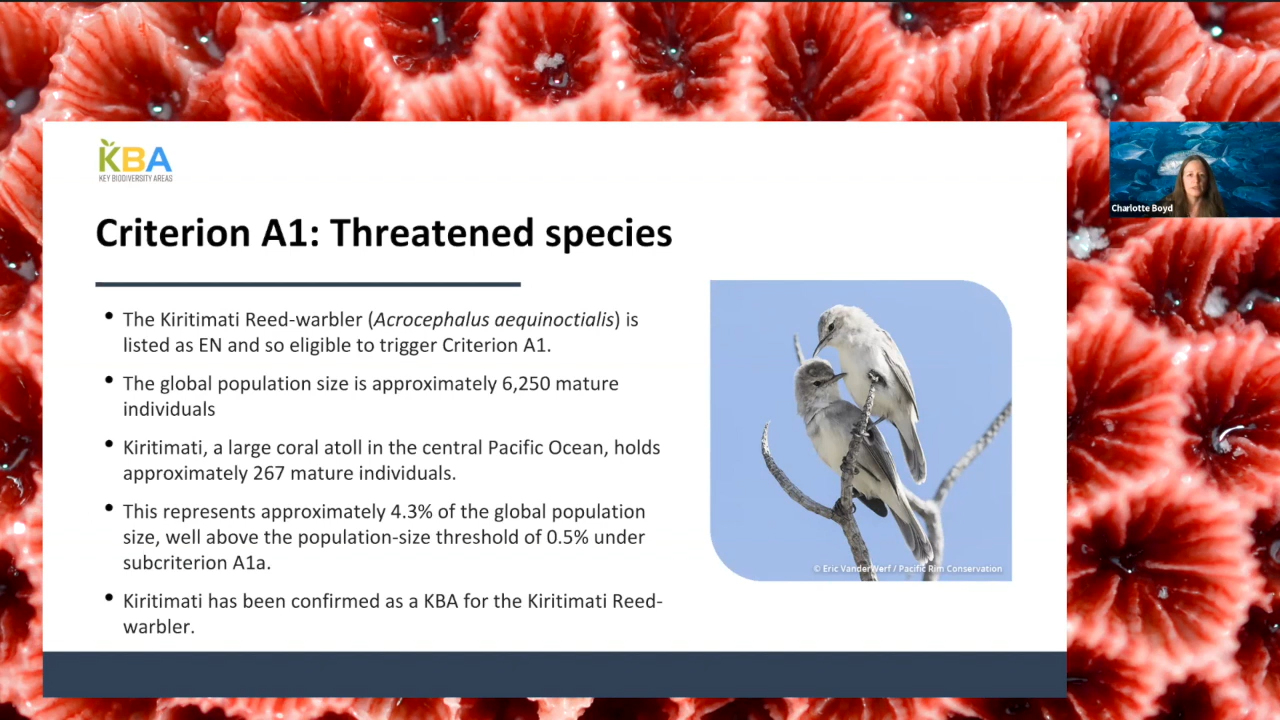 KBA
KEY BIODIVERSITY AREAS
Charlotte Boyd
Criterion A1: Threatened species
• The Kiritimati Reed-warbler (Acrocephalus aequinoctialis) is
listed as EN and so eligible to trigger Criterion A1.
• The global population size is approximately 6,250 mature
individuals
• Kiritimati, a large coral atoll in the central Pacific Ocean, holds
approximately 267 mature individuals.
• This represents approximately 4.3% of the global population
size, well above the population-size threshold of 0.5% under
subcriterion A1a.
• Kiritimati has been confirmed as a KBA for the Kiritimati Reed-
warbler.
© Eric VanderWerf / Pacific Rim Conservation